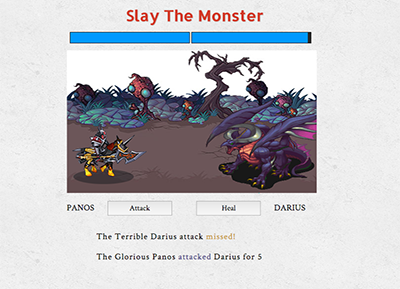 Slay The Monster
PANOS Attack Heal DARIUS
The Terrible Darius attack missed!
The Glorious Panos attacked Darius for 5